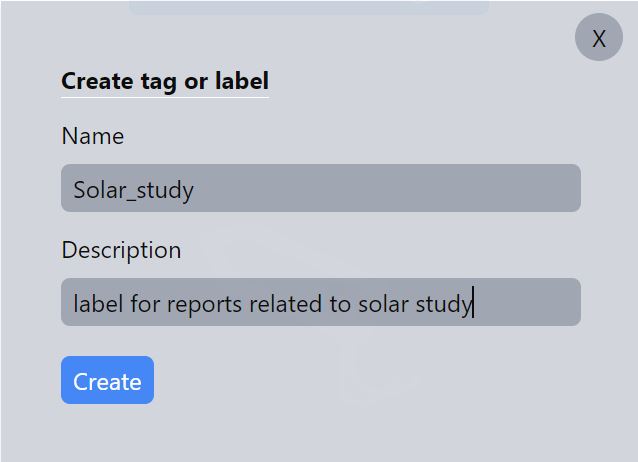 X
Create tag or label
Name
Solar_study
Description
label for reports related to solar study
Create